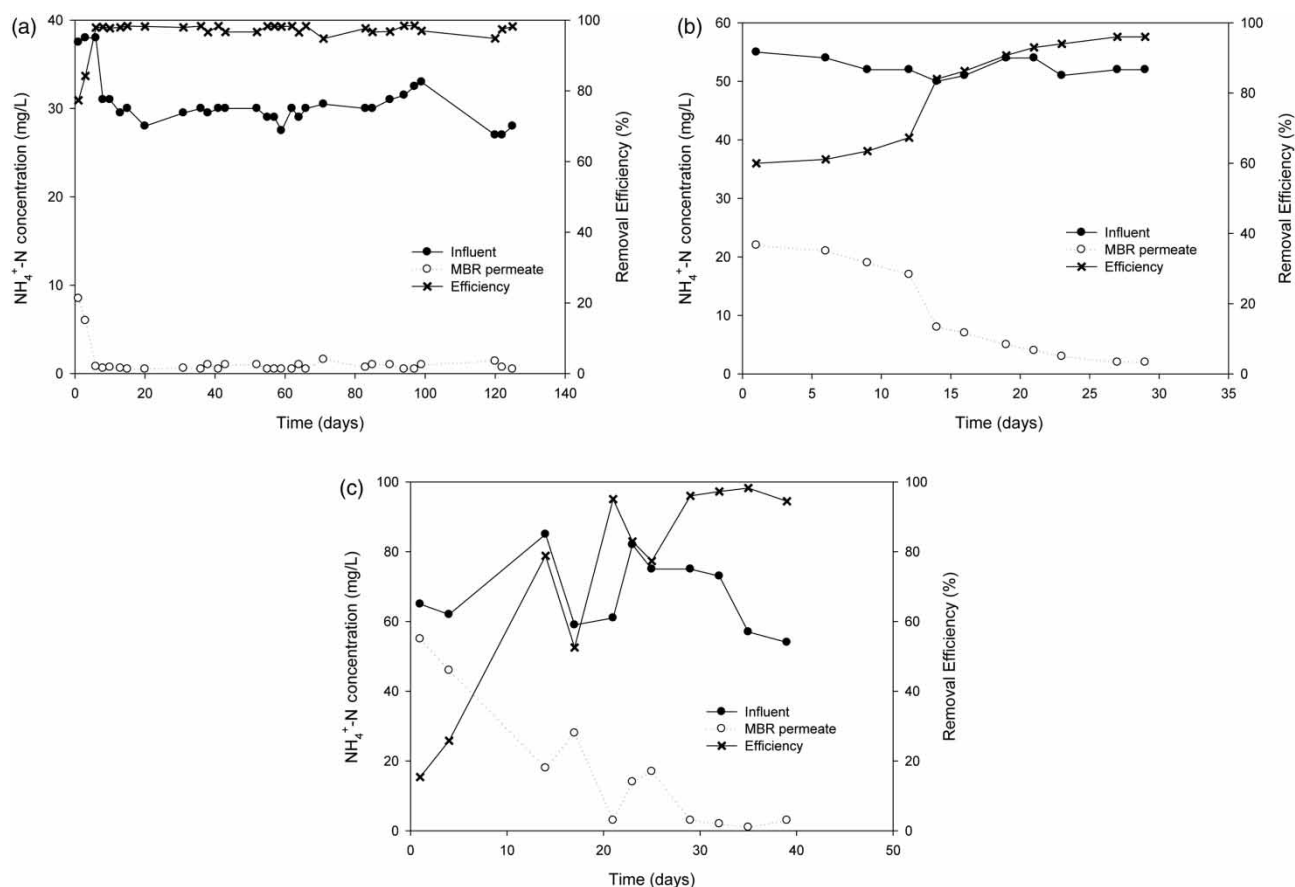 (a)
NH4+-N concentration (mg/L)
40
30
20
10
0
Influent
MBR permeate
Efficiency
100
80
60
40
20
0
Removal Efficiency (%)
0 20 40 60 80 100 120 140
Time (days)
(b)
NH4+-N concentration (mg/L)
60
50
40
30
20
10
0
Influent
MBR permeate
Efficiency
100
80
60
40
20
0
Removal Efficiency (%)
0 5 10 15 20 25 30 35
Time (days)
(c)
NH4+-N concentration (mg/L)
100
80
60
40
20
0
Influent
MBR permeate
Efficiency
100
80
60
40
20
0
Removal Efficiency (%)
0 10 20 30 40 50
Time (days)